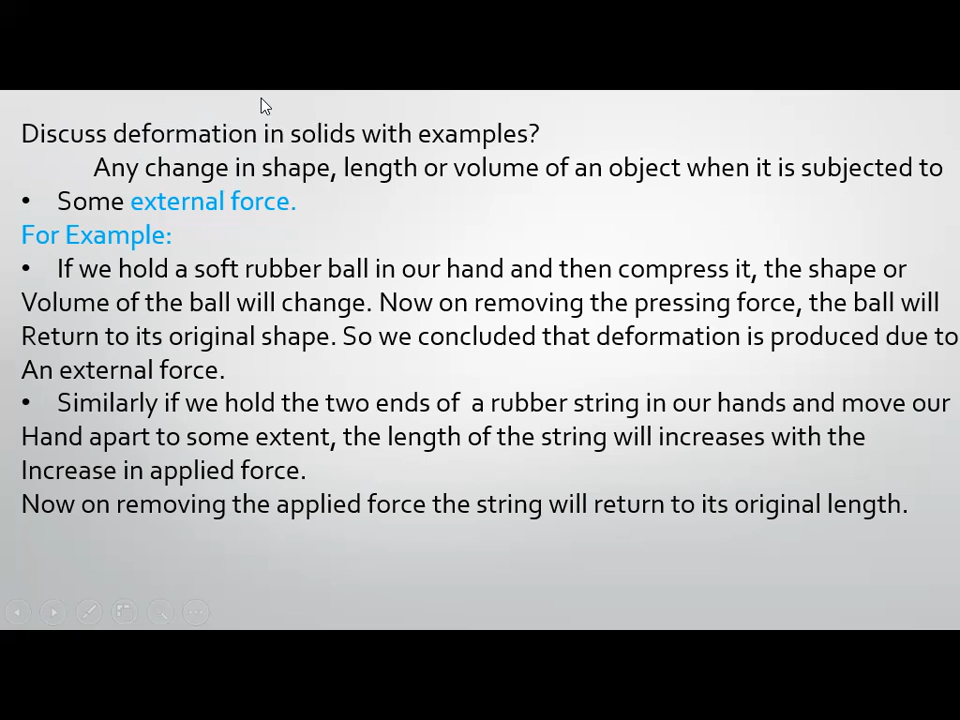 Discuss deformation in solids with examples?
Any change in shape, length or volume of an object when it is subjected to
• Some external force.
For Example:
• If we hold a soft rubber ball in our hand and then compress it, the shape or
Volume of the ball will change. Now on removing the pressing force, the ball will
Return to its original shape. So we concluded that deformation is produced due to
An external force.
• Similarly if we hold the two ends of a rubber string in our hands and move our
Hand apart to some extent, the length of the string will increases with the
Increase in applied force.
Now on removing the applied force the string will return to its original length.